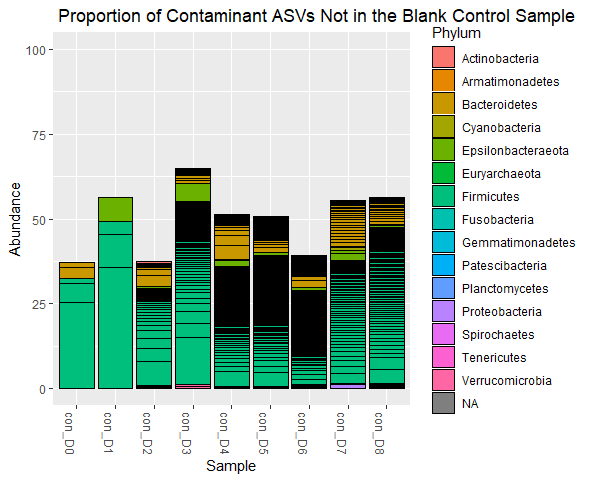 Proportion of Contaminant ASVs Not in the Blank Control Sample
Abundance
100
75
50
25
0
con_D0
con_D1
con_D2
con_D3
con_D4
con_D5
con_D6
con_D7
con_D8
Sample
Phylum
Actinobacteria
Armatimonadetes
Bacteroidetes
Cyanobacteria
Epsilonbacteraeota
Euryarchaeota
Firmicutes
Fusobacteria
Gemmatimonadetes
Patescibacteria
Planctomycetes
Proteobacteria
Spirochaetes
Tenericutes
Verrucomicrobia
NA